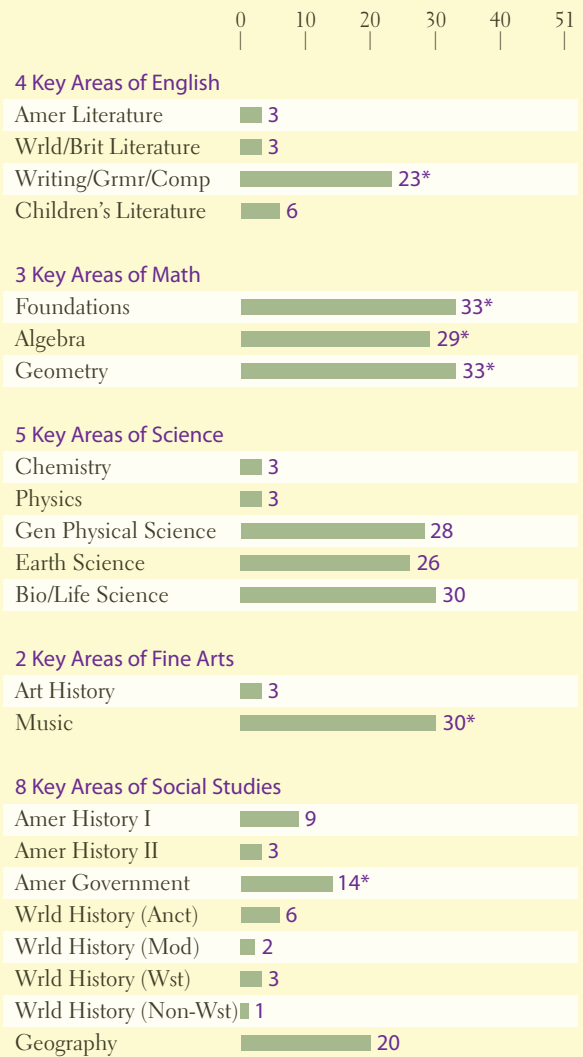 0 10 20 30 40 51
4 Key Areas of English
Amer Literature 3
Wrld/Brit Literature 3
Writing/Grmr/Comp 23*
Children's Literature 6
3 Key Areas of Math
Foundations 33*
Algebra 29*
Geometry 33*
5 Key Areas of Science
Chemistry 3
Physics 3
Gen Physical Science 28
Earth Science 26
Bio/Life Science 30
2 Key Areas of Fine Arts
Art History 3
Music 30*
8 Key Areas of Social Studies
Amer History I 9
Amer History II 3
Amer Government 14*
Wrld History (Anct) 6
Wrld History (Mod) 2
Wrld History (Wst) 3
Wrld History (Non-Wst) 1
Geography 20